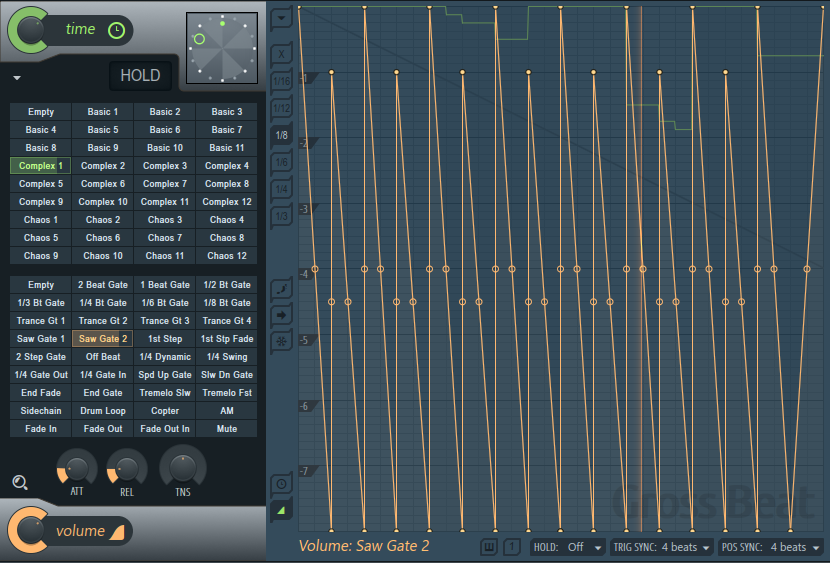 time
HOLD
Empty Basic 1 Basic 2 Basic 3
Basic 4 Basic 5 Basic 6 Basic 7
Basic 8 Basic 9 Basic 10 Basic 11
Complex 1 Complex 2 Complex 3 Complex 4
Complex 5 Complex 6 Complex 7 Complex 8
Complex 9 Complex 10 Complex 11 Complex 12
Chaos 1 Chaos 2 Chaos 3 Chaos 4
Chaos 5 Chaos 6 Chaos 7 Chaos 8
Chaos 9 Chaos 10 Chaos 11 Chaos 12
Empty 2 Beat Gate 1 Beat Gate 1/2 Bt Gate
1/3 Bt Gate 1/4 Bt Gate 1/6 Bt Gate 1/8 Bt Gate
Trance Gt 1 Trance Gt 2 Trance Gt 3 Trance Gt 4
Saw Gate 1 Saw Gate 2 1st Step 1st Stp Fade
2 Step Gate Off Beat 1/4 Dynamic 1/4 Swing
1/4 Gate Out 1/4 Gate In Spd Up Gate Slw Dn Gate
End Fade End Gate Tremelo Slw Tremelo Fst
Sidechain Drum Loop Copter AM
Fade In Fade Out Fade Out In Mute
ATT REL TNS
volume
X
1/16
1/12
1/8
1/6
1/4
1/3
-1
-2
-3
-4
-5
-6
-7
Gross Beat
Volume: Saw Gate 2
1 HOLD: Off TRIG SYNC: 4 beats POS SYNC: 4 beats